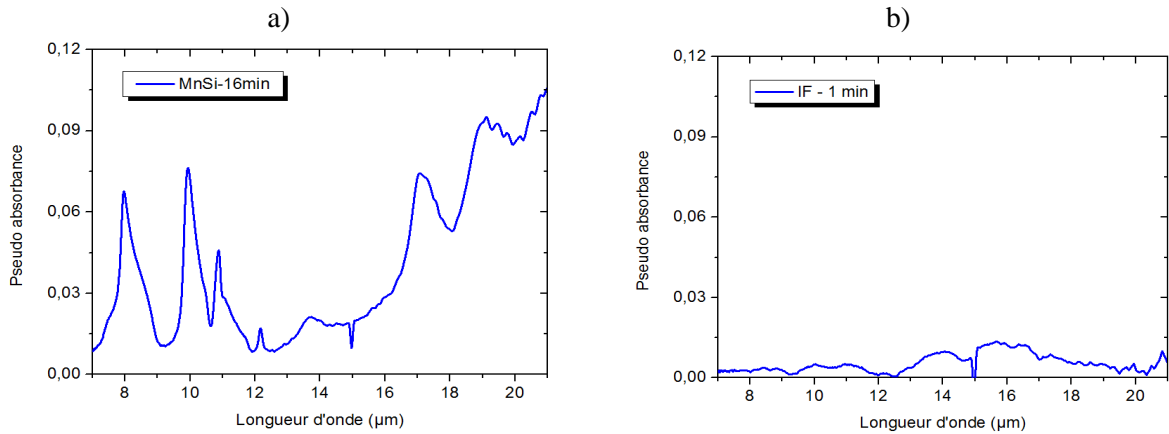 a)
b)
0,12
0,09
0,06
0,03
0,00
Pseudo absorbance
MnSi-16min
8 10 12 14 16 18 20
Longueur d'onde (µm)
0,12
0,09
0,06
0,03
0,00
Pseudo absorbance
IF - 1 min
8 10 12 14 16 18 20
Longueur d'onde (µm)